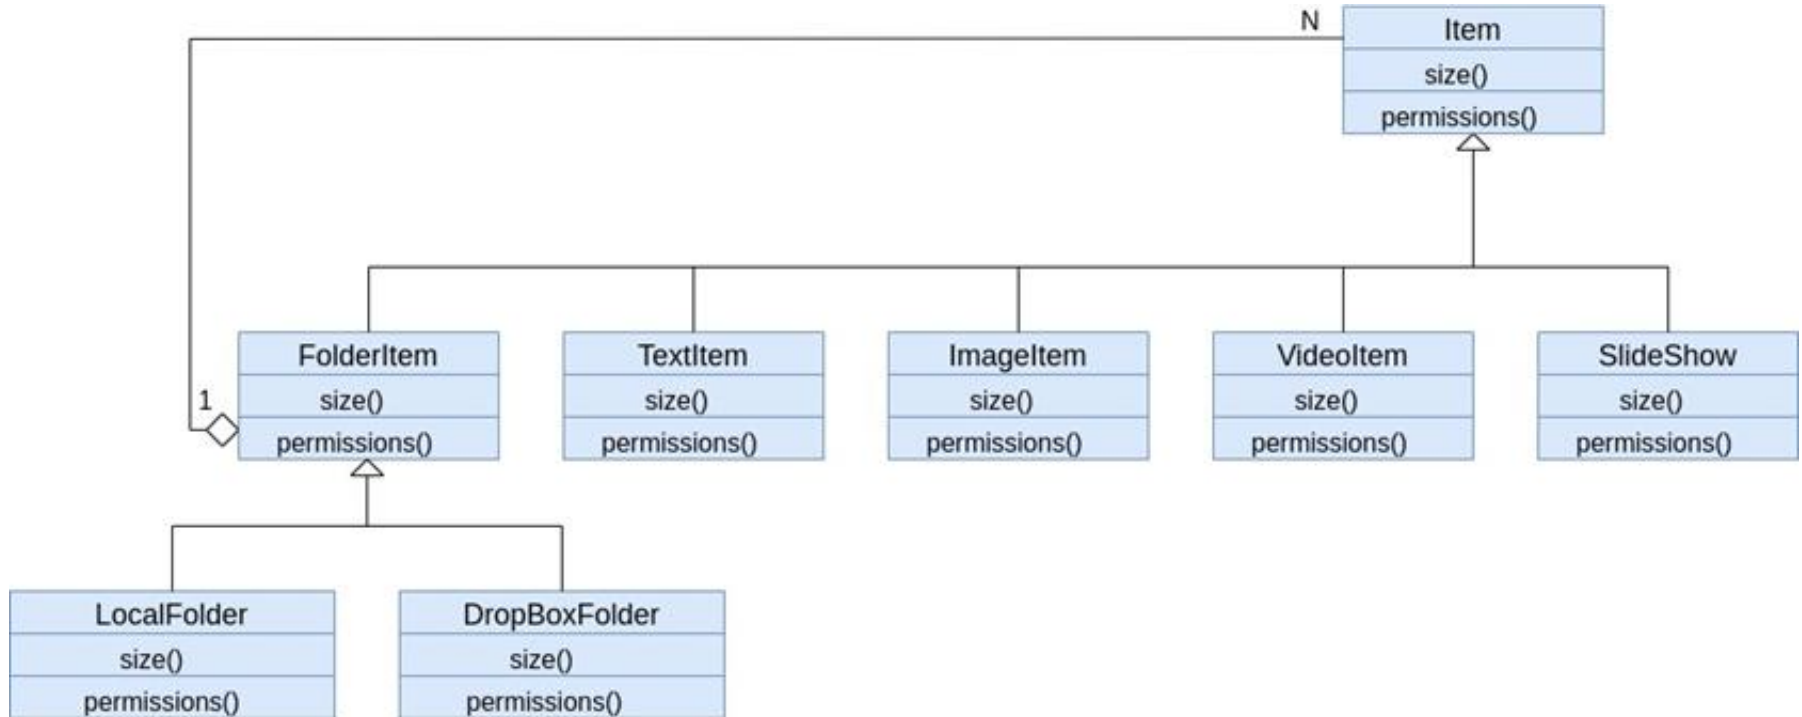 N
Item
size()
permissions()
FolderItem
size()
permissions()
TextItem
size()
permissions()
ImageItem
size()
permissions()
VideoItem
size()
permissions()
SlideShow
size()
permissions()
1
LocalFolder
size()
permissions()
DropBoxFolder
size()
permissions()